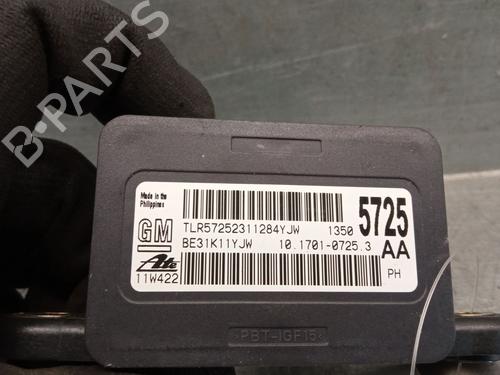 B-PARTS
Made in the
Philippines
GM
TLR57252311284YJW 1350 5725
BE31K11YJW 10.1701-0725.3 AA
Ate
11W422 PH
>PBT-IGF15<